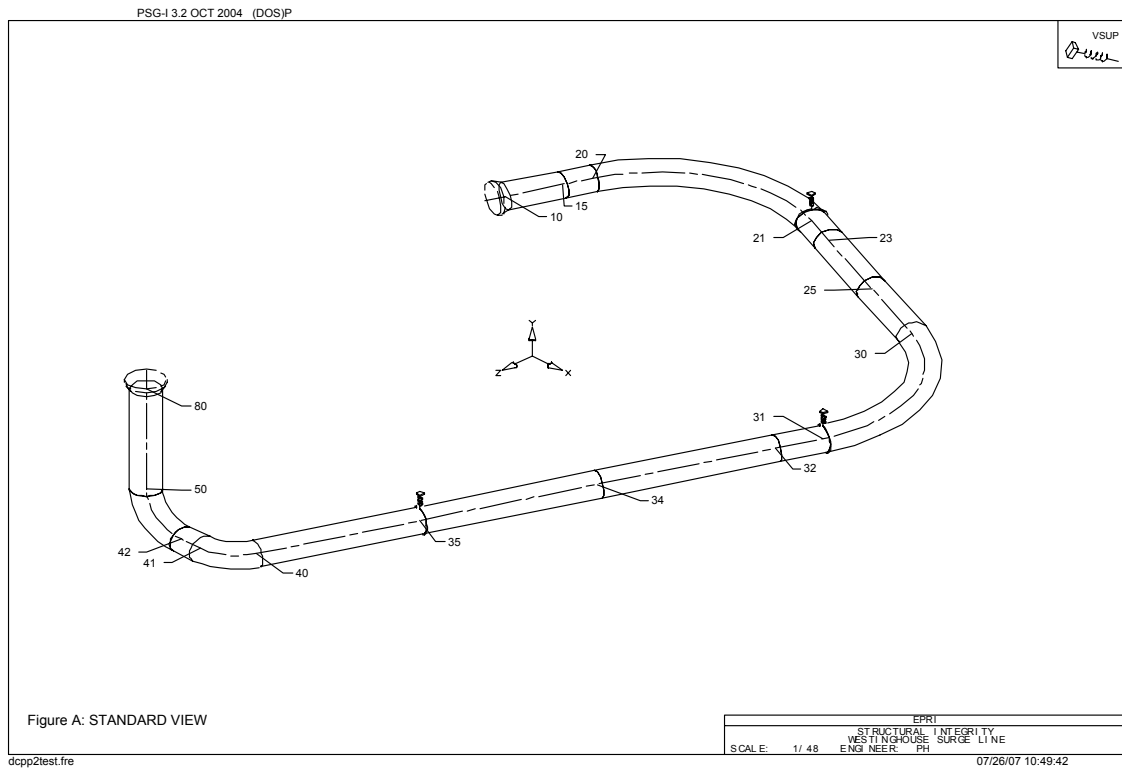 PSG-I 3.2 OCT 2004 (DOS)P
VSUP
20
10
15
21
23
25
30
Y
Z
X
80
31
32
50
34
35
42
41
40
Figure A: STANDARD VIEW
EPRI
STRUCTURAL INTEGRITY
WESTINGHOUSE SURGE LINE
SCALE: 1/ 48 ENGINEER: PH
dcpp2test.fre
07/26/07 10:49:42